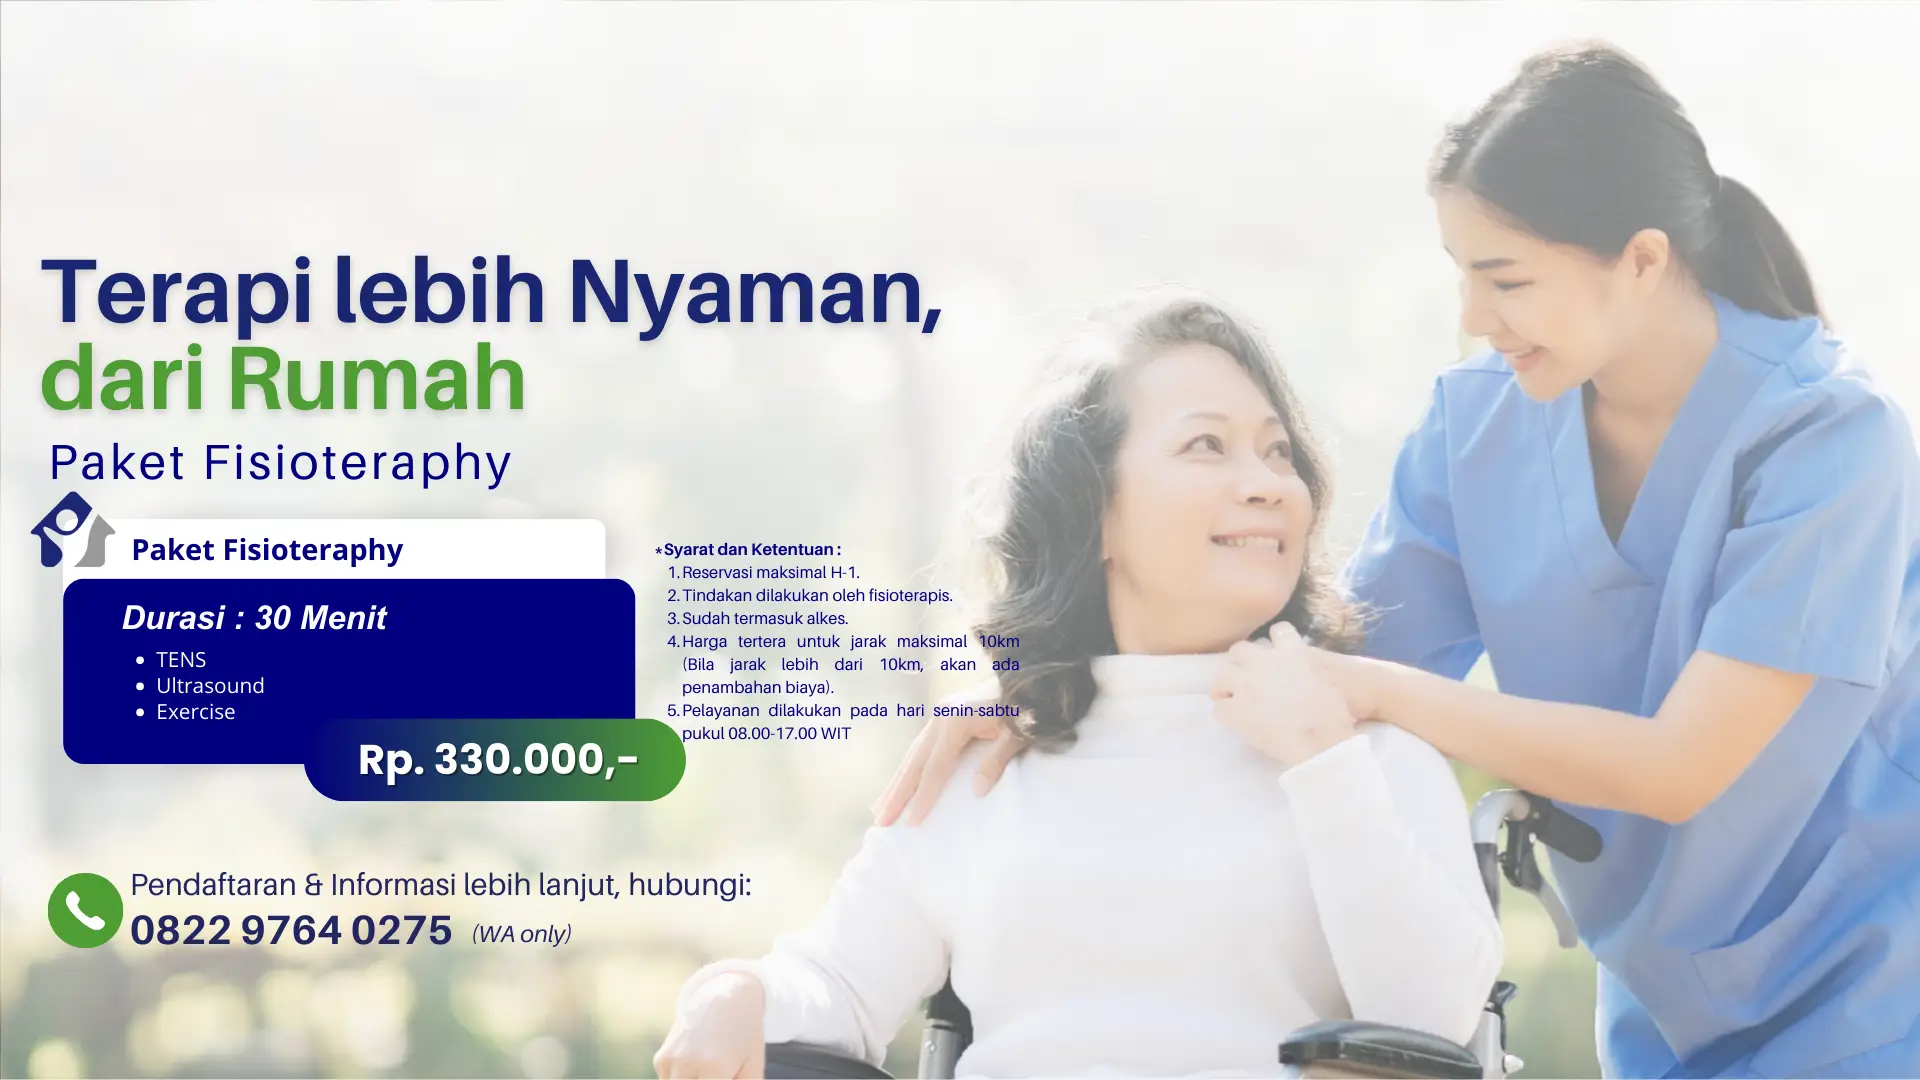 Terapi lebih Nyaman,
dari Rumah
Paket Fisioteraphy
Paket Fisioteraphy
Durasi : 30 Menit
• TENS
• Ultrasound
• Exercise
Rp. 330.000,-
*Syarat dan Ketentuan :
1. Reservasi maksimal H-1.
2. Tindakan dilakukan oleh fisioterapis.
3. Sudah termasuk alkes.
4. Harga tertera untuk jarak maksimal 10km
(Bila jarak lebih dari 10km, akan ada
penambahan biaya).
5. Pelayanan dilakukan pada hari senin-sabtu
pukul 08.00-17.00 WIT
Pendaftaran & Informasi lebih lanjut, hubungi:
0822 9764 0275 (WA only)